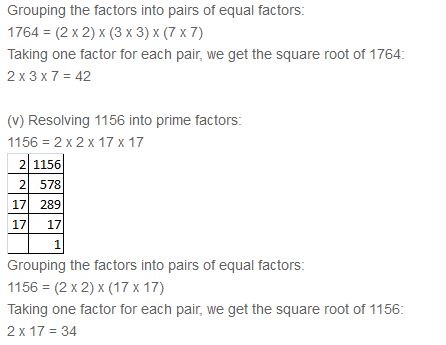 Grouping the factors into pairs of equal factors:
1764 = (2 x 2) x (3 x 3) x (7 x 7)
Taking one factor for each pair, we get the square root of 1764:
2 x 3 x 7 = 42
(v) Resolving 1156 into prime factors:
1156 = 2 x 2 x 17 x 17
2 1156
2 578
17 289
17 17
1
Grouping the factors into pairs of equal factors:
1156 = (2 x 2) x (17 x 17)
Taking one factor for each pair, we get the square root of 1156:
2 x 17 = 34